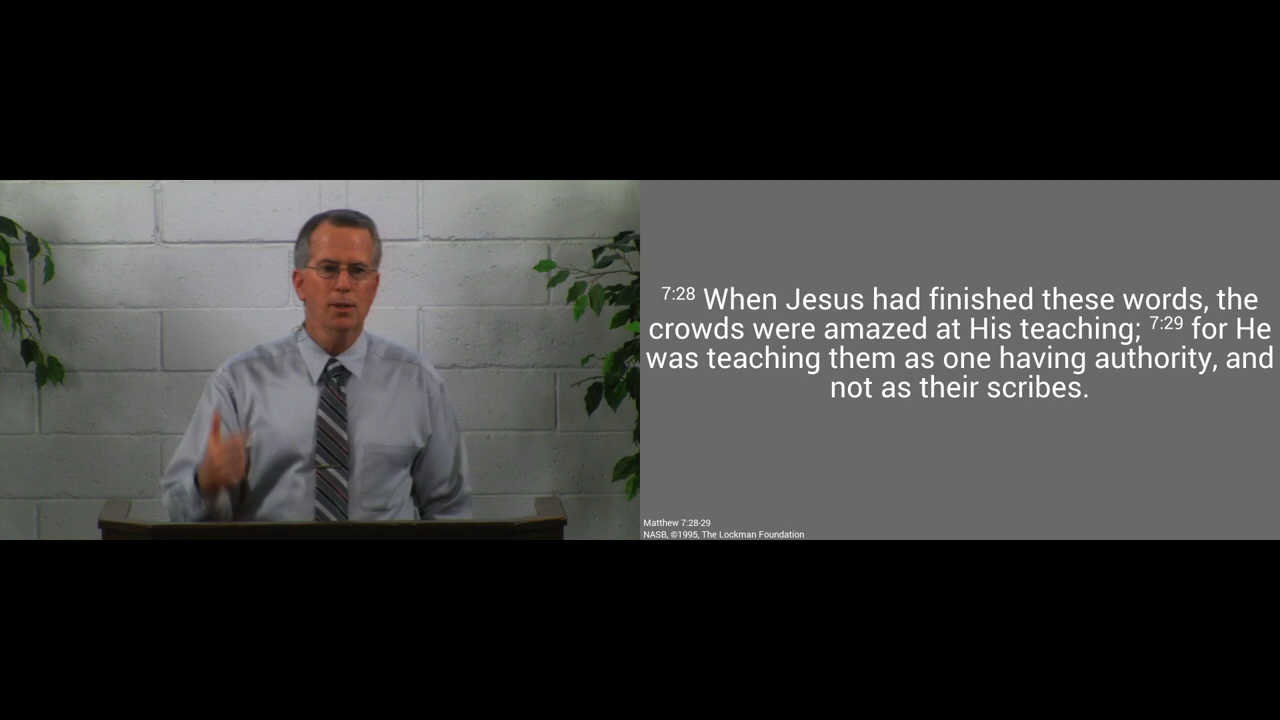 7:28 When Jesus had finished these words, the
crowds were amazed at His teaching; 7:29 for He
was teaching them as one having authority, and
not as their scribes.
Matthew 7:28-29
NASB, ©1995, The Lockman Foundation